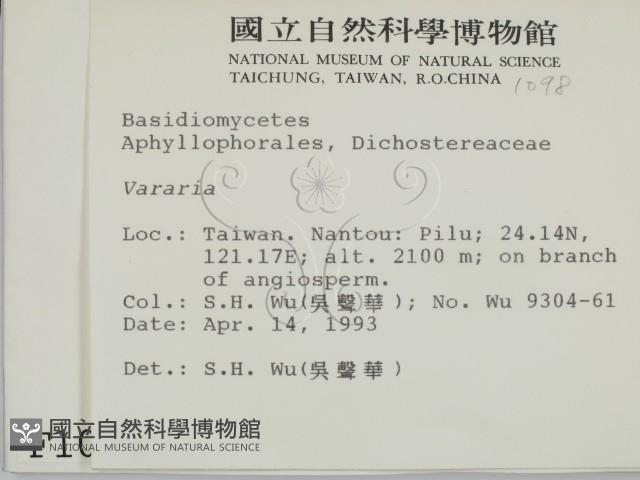 國立自然科學博物館
NATIONAL MUSEUM OF NATURAL SCIENCE
TAICHUNG, TAIWAN, R.O.CHINA 1098
Basidiomycetes
Aphyllophorales, Dichostereaceae
Vararia
Loc.: Taiwan. Nantou: Pilu; 24.14N,
121.17E; alt. 2100 m; on branch
of angiosperm.
Col.: S.H. Wu(吳聲華); No. Wu 9304-61
Date: Apr. 14, 1993
Det.: S.H. Wu(吳聲華)
國立自然科學博物館
NATIONAL MUSEUM OF NATURAL SCIENCE